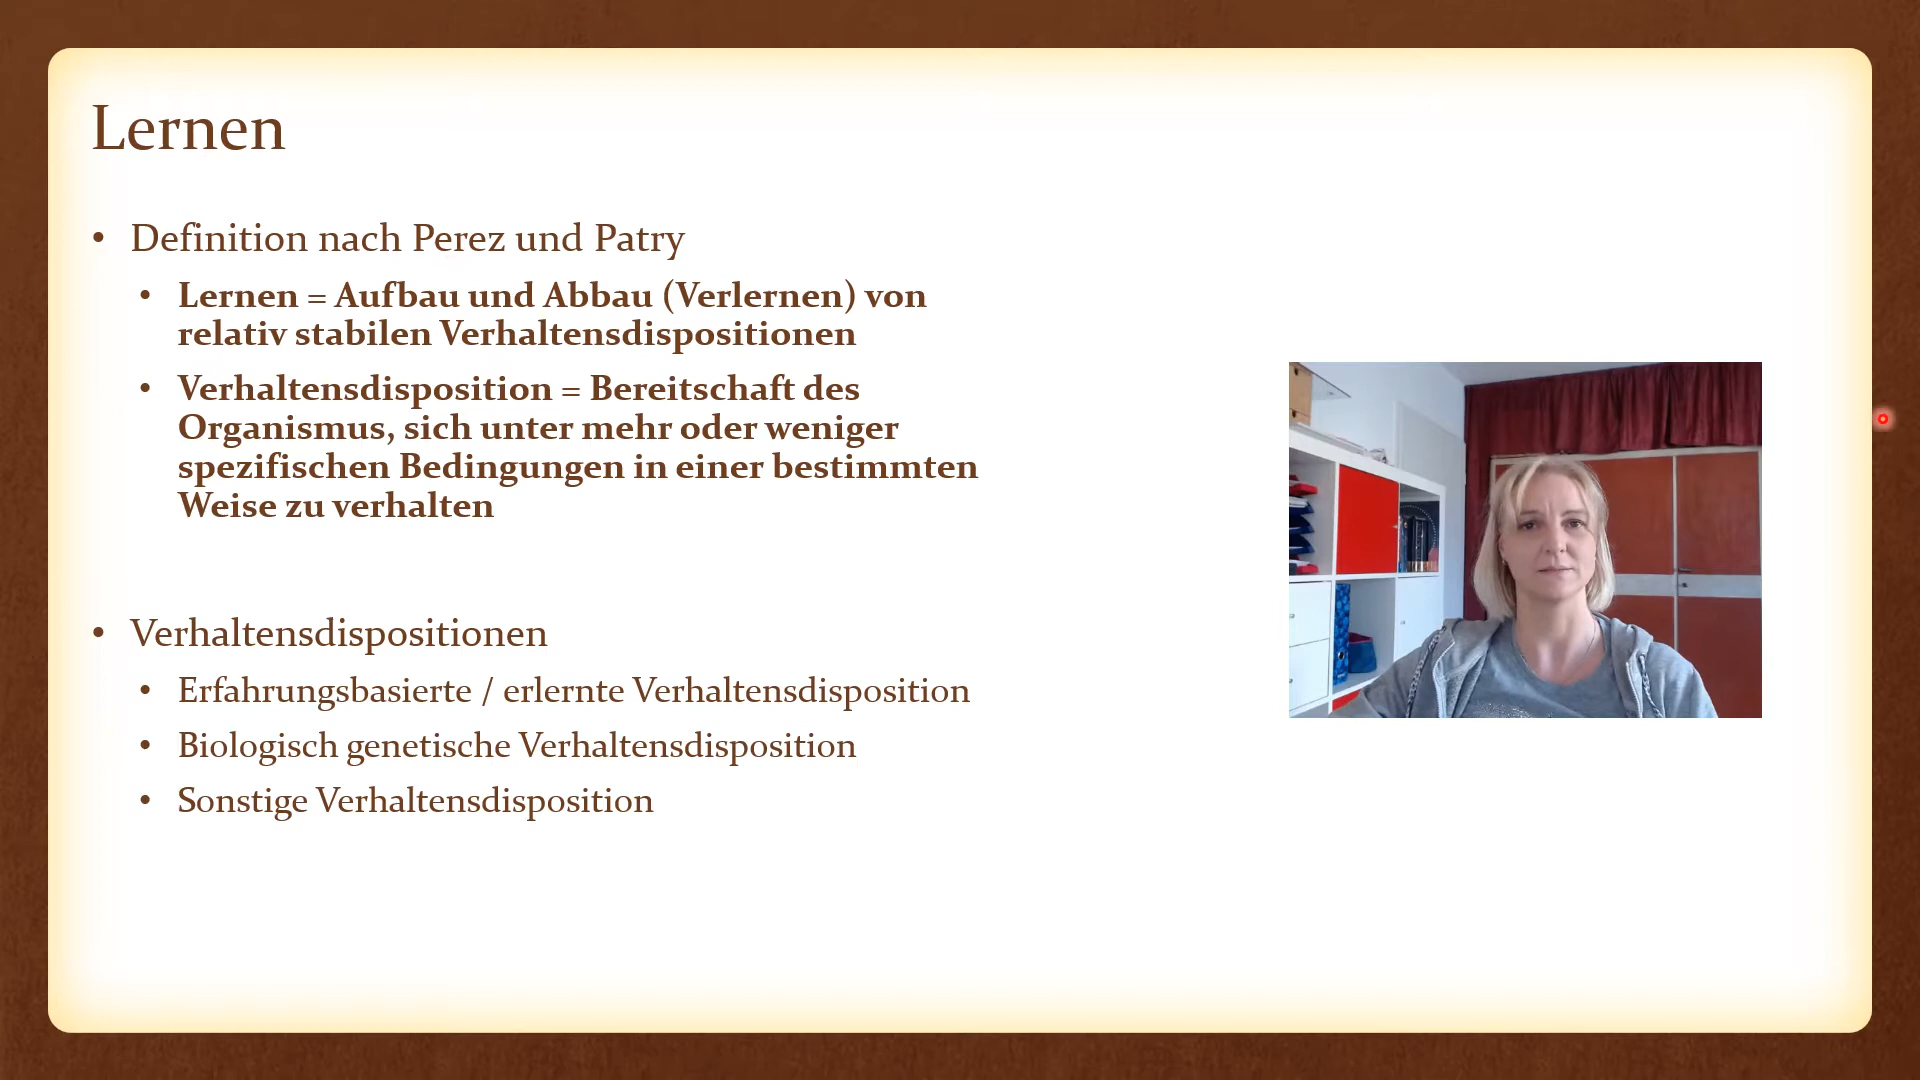 Lernen
• Definition nach Perez und Patry
• Lernen = Aufbau und Abbau (Verlernen) von
relativ stabilen Verhaltensdispositionen
• Verhaltensdisposition = Bereitschaft des
Organismus, sich unter mehr oder weniger
spezifischen Bedingungen in einer bestimmten
Weise zu verhalten
• Verhaltensdispositionen
• Erfahrungsbasierte / erlernte Verhaltensdisposition
• Biologisch genetische Verhaltensdisposition
• Sonstige Verhaltensdisposition